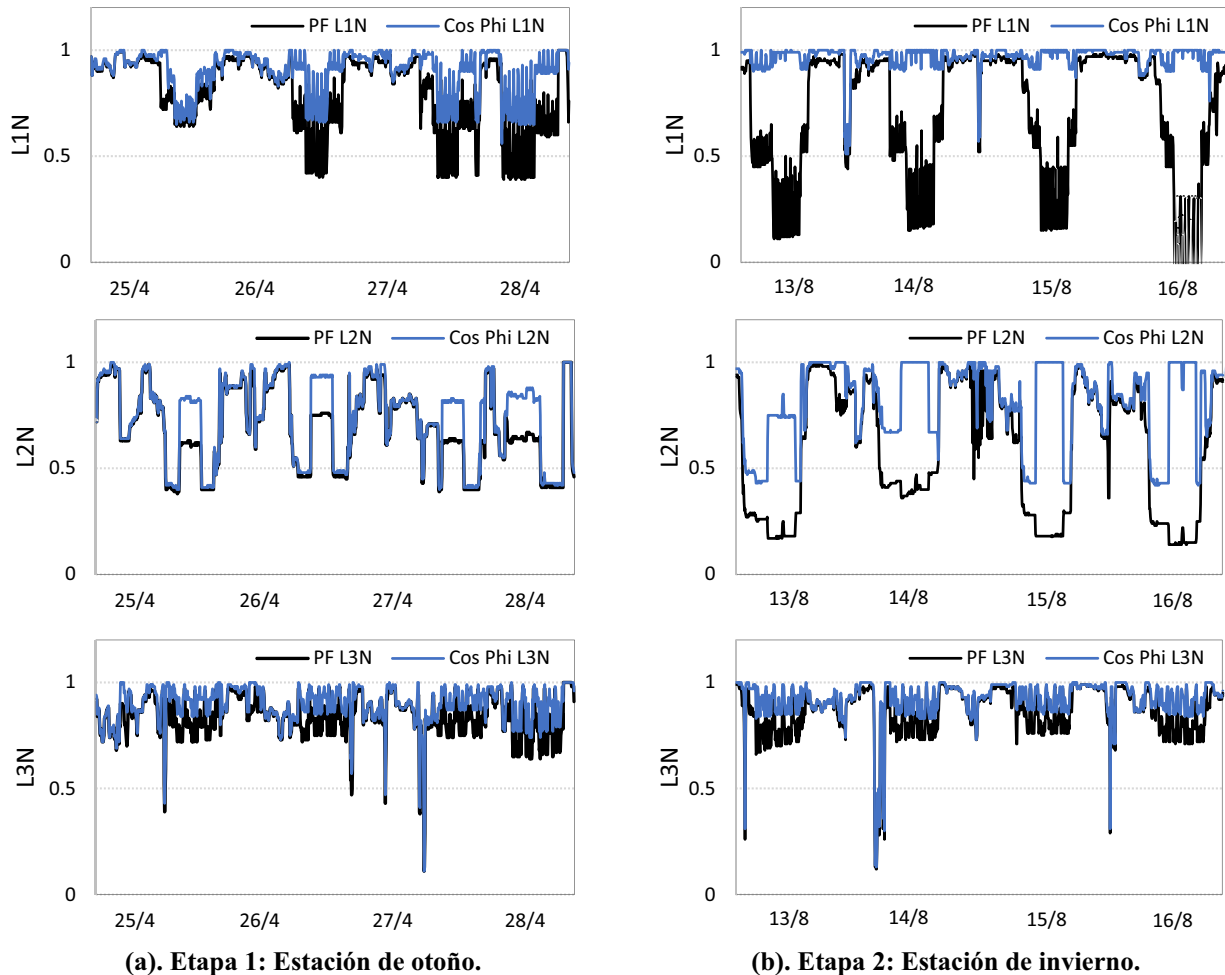 PF L1N Cos Phi L1N
1
0.5
0
L1N
25/4 26/4 27/4 28/4
PF L1N Cos Phi L1N
1
0.5
0
L1N
13/8 14/8 15/8 16/8
PF L2N Cos Phi L2N
1
0.5
0
L2N
25/4 26/4 27/4 28/4
PF L2N Cos Phi L2N
1
0.5
0
L2N
13/8 14/8 15/8 16/8
PF L3N Cos Phi L3N
1
0.5
0
L3N
25/4 26/4 27/4 28/4
PF L3N Cos Phi L3N
1
0.5
0
L3N
13/8 14/8 15/8 16/8
(a). Etapa 1: Estación de otoño.
(b). Etapa 2: Estación de invierno.